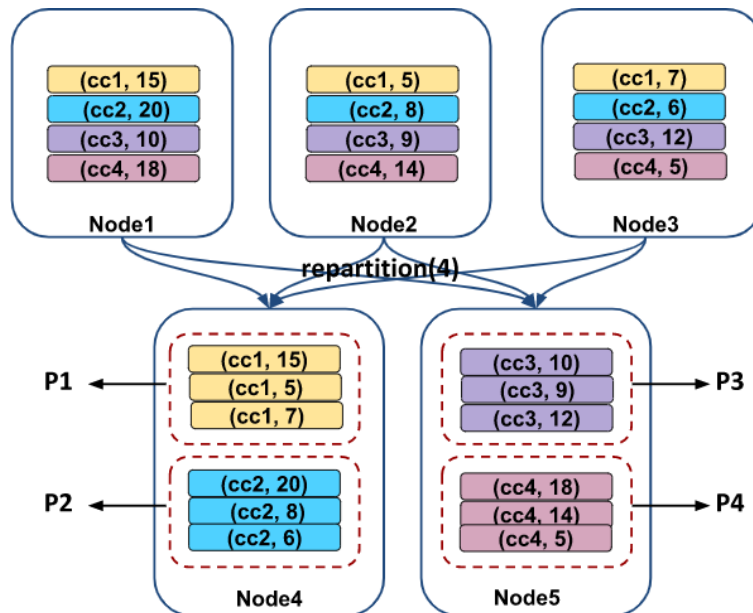 (cc1, 15)
(cc2, 20)
(cc3, 10)
(cc4, 18)
Node1
(cc1, 5)
(cc2, 8)
(cc3, 9)
(cc4, 14)
Node2
(cc1, 7)
(cc2, 6)
(cc3, 12)
(cc4, 5)
Node3
repartition(4)
P1
(cc1, 15)
(cc1, 5)
(cc1, 7)
P2
(cc2, 20)
(cc2, 8)
(cc2, 6)
Node4
(cc3, 10)
(cc3, 9)
(cc3, 12)
P3
(cc4, 18)
(cc4, 14)
(cc4, 5)
P4
Node5